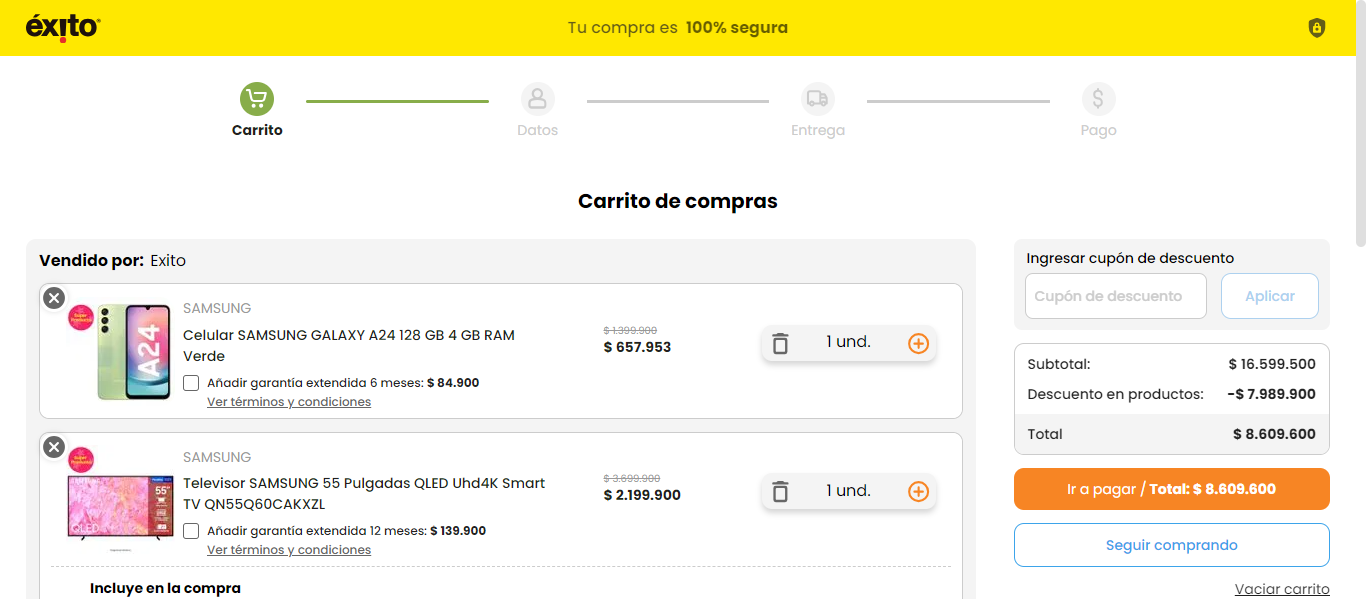 éxito
Tu compra es 100% segura
Carrito
Datos
Entrega
Pago
Carrito de compras
Vendido por: Exito
SAMSUNG
Celular SAMSUNG GALAXY A24 128 GB 4 GB RAM
Verde
Añadir garantía extendida 6 meses: $ 84.900
Ver términos y condiciones
A24
$ 1.399.900
$ 657.953
1 und.
SAMSUNG
Televisor SAMSUNG 55 Pulgadas QLED Uhd4K Smart
TV QN55Q60CAKXZL
Añadir garantía extendida 12 meses: $ 139.900
Ver términos y condiciones
SAMSUNG
55"
QLED
$ 3.699.900
$ 2.199.900
1 und.
Incluye en la compra
Ingresar cupón de descuento
Cupón de descuento
Aplicar
Subtotal: $ 16.599.500
Descuento en productos: -$ 7.989.900
Total $ 8.609.600
Ir a pagar / Total: $ 8.609.600
Seguir comprando
Vaciar carrito